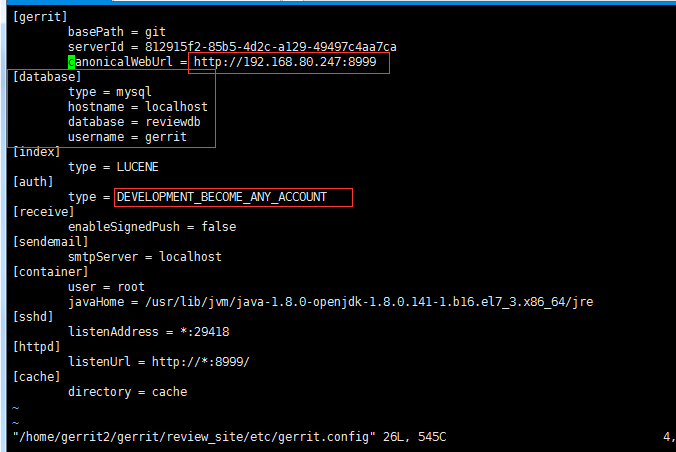 [gerrit]
basePath = git
serverId = 812915f2-85b5-4d2c-a129-49497c4aa7ca
canonicalWebUrl = http://192.168.80.247:8999
[database]
type = mysql
hostname = localhost
database = reviewdb
username = gerrit
[index]
type = LUCENE
[auth]
type = DEVELOPMENT_BECOME_ANY_ACCOUNT
[receive]
enableSignedPush = false
[sendemail]
smtpServer = localhost
[container]
user = root
javaHome = /usr/lib/jvm/java-1.8.0-openjdk-1.8.0.141-1.b16.el7_3.x86_64/jre
[sshd]
listenAddress = *:29418
[httpd]
listenUrl = http://*:8999/
[cache]
directory = cache
~
~
"/home/gerrit2/gerrit/review_site/etc/gerrit.config" 26L, 545C 4,